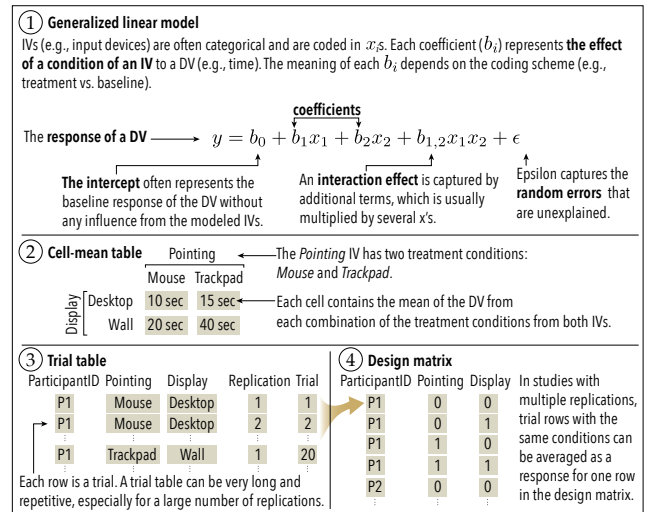 1 Generalized linear model
IVs (e.g., input devices) are often categorical and are coded in xᵢs. Each coefficient (bᵢ) represents the effect
of a condition of an IV to a DV (e.g., time). The meaning of each bᵢ depends on the coding scheme (e.g.,
treatment vs. baseline).
coefficients
The response of a DV y = b₀ + b₁x₁ + b₂x₂ + b₁,₂x₁x₂ + ϵ
The intercept often represents the
baseline response of the DV without
any influence from the modeled IVs.
An interaction effect is captured by
additional terms, which is usually
multiplied by several x's.
Epsilon captures the
random errors that
are unexplained.
2 Cell-mean table
Pointing
Mouse Trackpad
Display
Desktop 10 sec 15 sec
Wall 20 sec 40 sec
The Pointing IV has two treatment conditions:
Mouse and Trackpad.
Each cell contains the mean of the DV from
each combination of the treatment conditions from both IVs.
3 Trial table
ParticipantID Pointing Display Replication Trial
P1 Mouse Desktop 1 1
P1 Mouse Desktop 2 2
P1 Trackpad Wall 1 20
Each row is a trial. A trial table can be very long and
repetitive, especially for a large number of replications.
4 Design matrix
ParticipantID Pointing Display
P1 0 0
P1 0 1
P1 1 0
P1 1 1
P2 0 0
In studies with
multiple replications,
trial rows with the
same conditions can
be averaged as a
response for one row
in the design matrix.